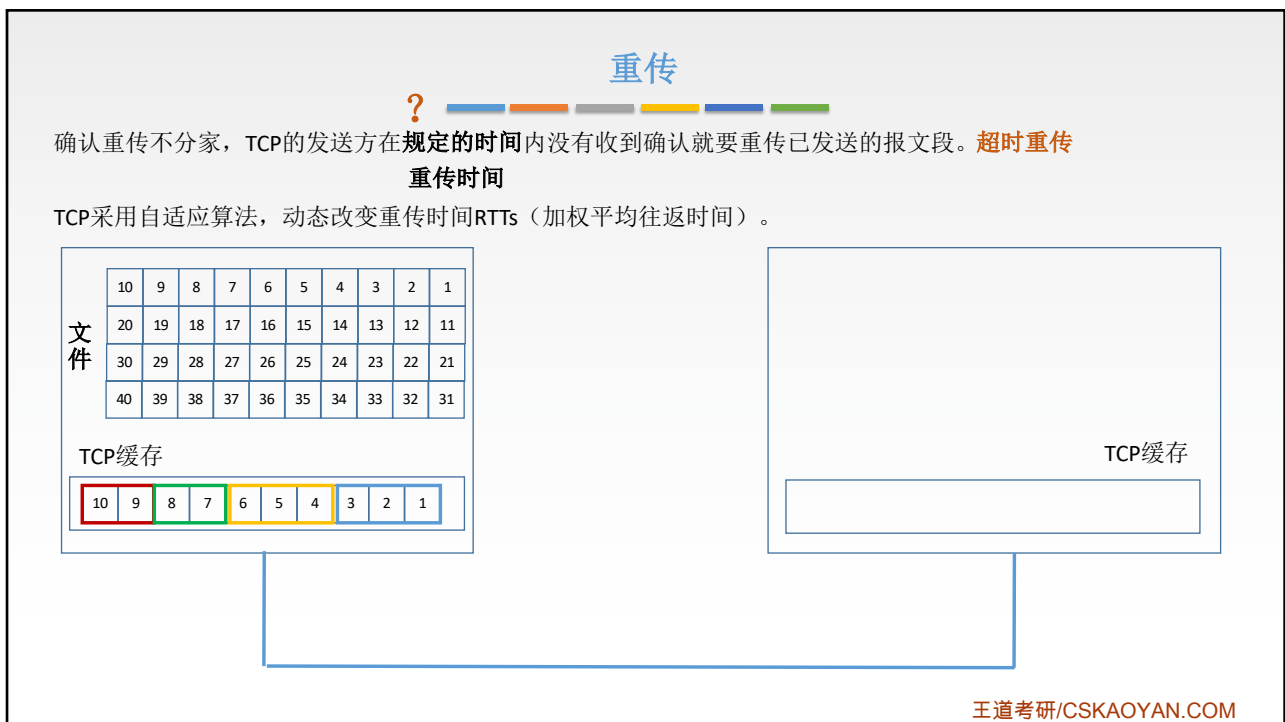 重传
?
确认重传不分家，TCP的发送方在规定的时间内没有收到确认就要重传已发送的报文段。超时重传
重传时间
TCP采用自适应算法，动态改变重传时间RTTs（加权平均往返时间）。
文件
10 9 8 7 6 5 4 3 2 1
20 19 18 17 16 15 14 13 12 11
30 29 28 27 26 25 24 23 22 21
40 39 38 37 36 35 34 33 32 31
TCP缓存
10 9 8 7 6 5 4 3 2 1
TCP缓存
王道考研/CSKAOYAN.COM